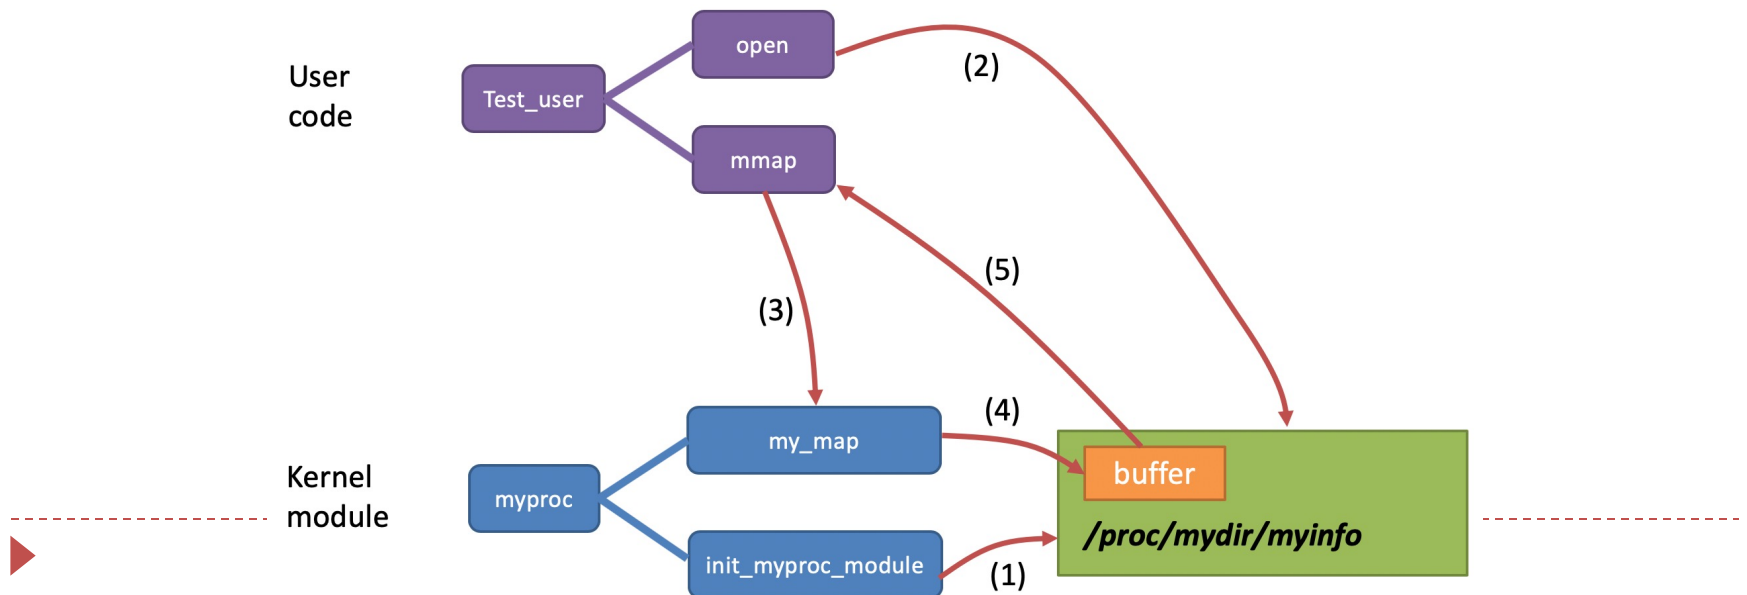 open
(2)
User
code
Test_user
mmap
(5)
(3)
my_map
(4)
buffer
Kernel
module
myproc
/proc/mydir/myinfo
init_myproc_module
(1)